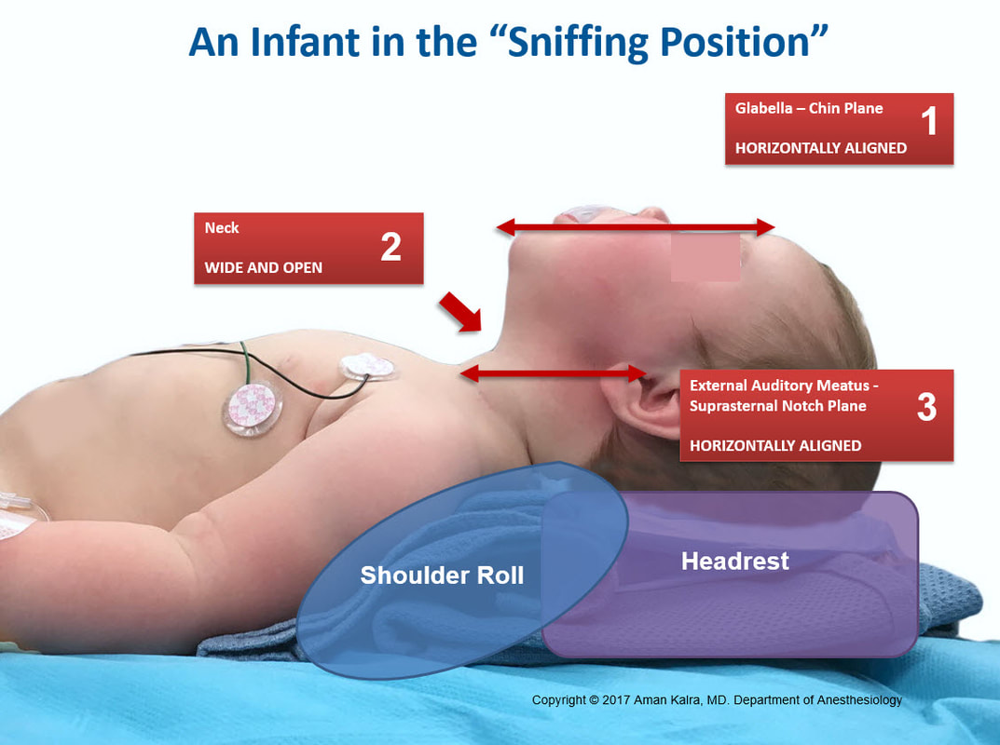 An Infant in the “Sniffing Position”
Glabella – Chin Plane
1
HORIZONTALLY ALIGNED
Neck
2
WIDE AND OPEN
External Auditory Meatus -
Suprasternal Notch Plane
3
HORIZONTALLY ALIGNED
Shoulder Roll
Headrest
Copyright © 2017 Aman Kalra, MD. Department of Anesthesiology